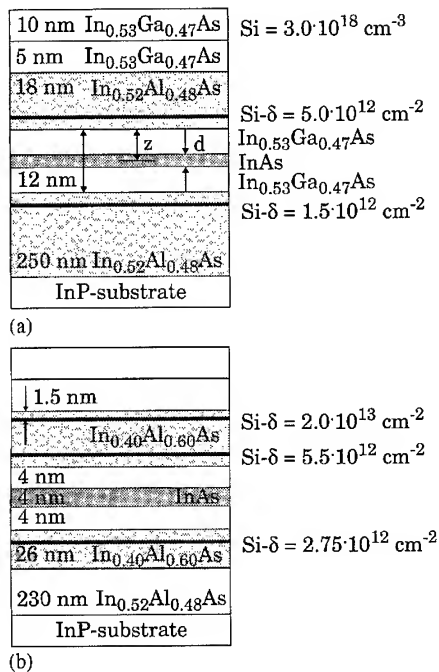 10 nm In0.53Ga0.47As Si = 3.0·10^18 cm^-3
5 nm In0.53Ga0.47As
18 nm In0.52Al0.48As
Si-δ = 5.0·10^12 cm^-2
z d In0.53Ga0.47As
InAs
12 nm In0.53Ga0.47As
Si-δ = 1.5·10^12 cm^-2
250 nm In0.52Al0.48As
InP-substrate
(a)
1.5 nm
Si-δ = 2.0·10^13 cm^-2
In0.40Al0.60As
Si-δ = 5.5·10^12 cm^-2
4 nm
4 nm InAs
4 nm
Si-δ = 2.75·10^12 cm^-2
26 nm In0.40Al0.60As
230 nm In0.52Al0.48As
InP-substrate
(b)